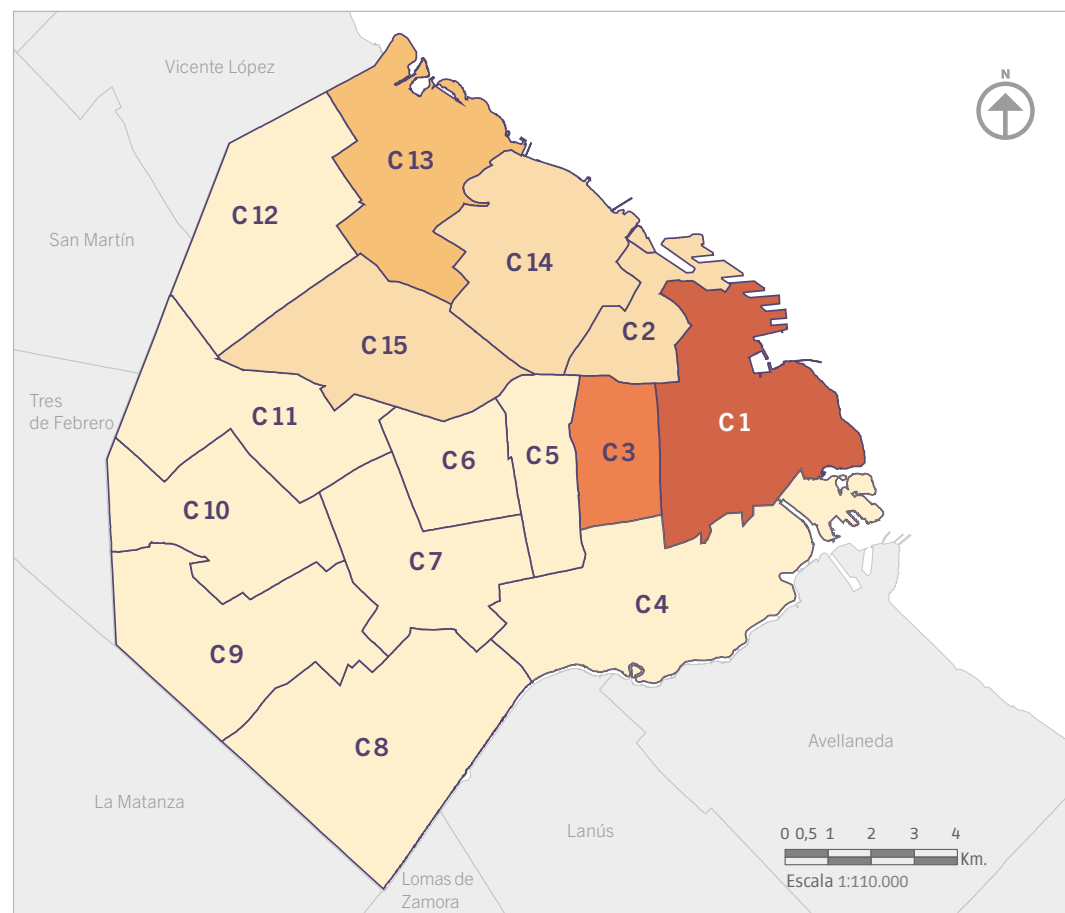 Vicente López
N
C 13
C 12
San Martín
C 14
C 2
C 15
Tres
de Febrero
C 11
C 1
C 6
C 5
C 3
C 10
C 7
C 4
C 9
C 8
Avellaneda
La Matanza
Lanús
0 0,5 1 2 3 4
Km.
Escala 1:110.000
Lomas de
Zamora